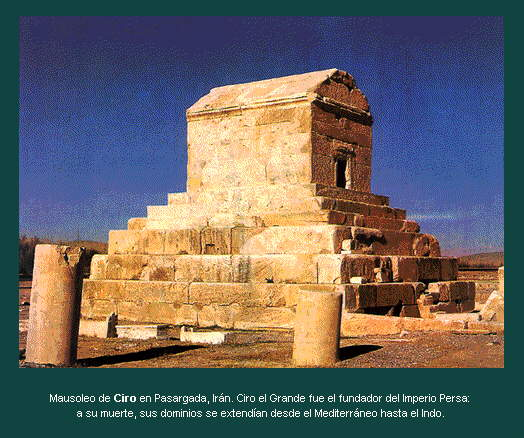 Mausoleo de Ciro en Pasargada, Irán. Ciro el Grande fue el fundador del Imperio Persa:
a su muerte, sus dominios se extendían desde el Mediterráneo hasta el Indo.